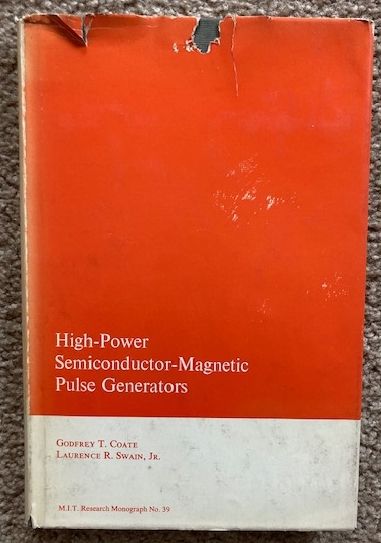 High-Power
Semiconductor-Magnetic
Pulse Generators
Godfrey T. Coate
Laurence R. Swain, Jr.
M.I.T. Research Monograph No. 39